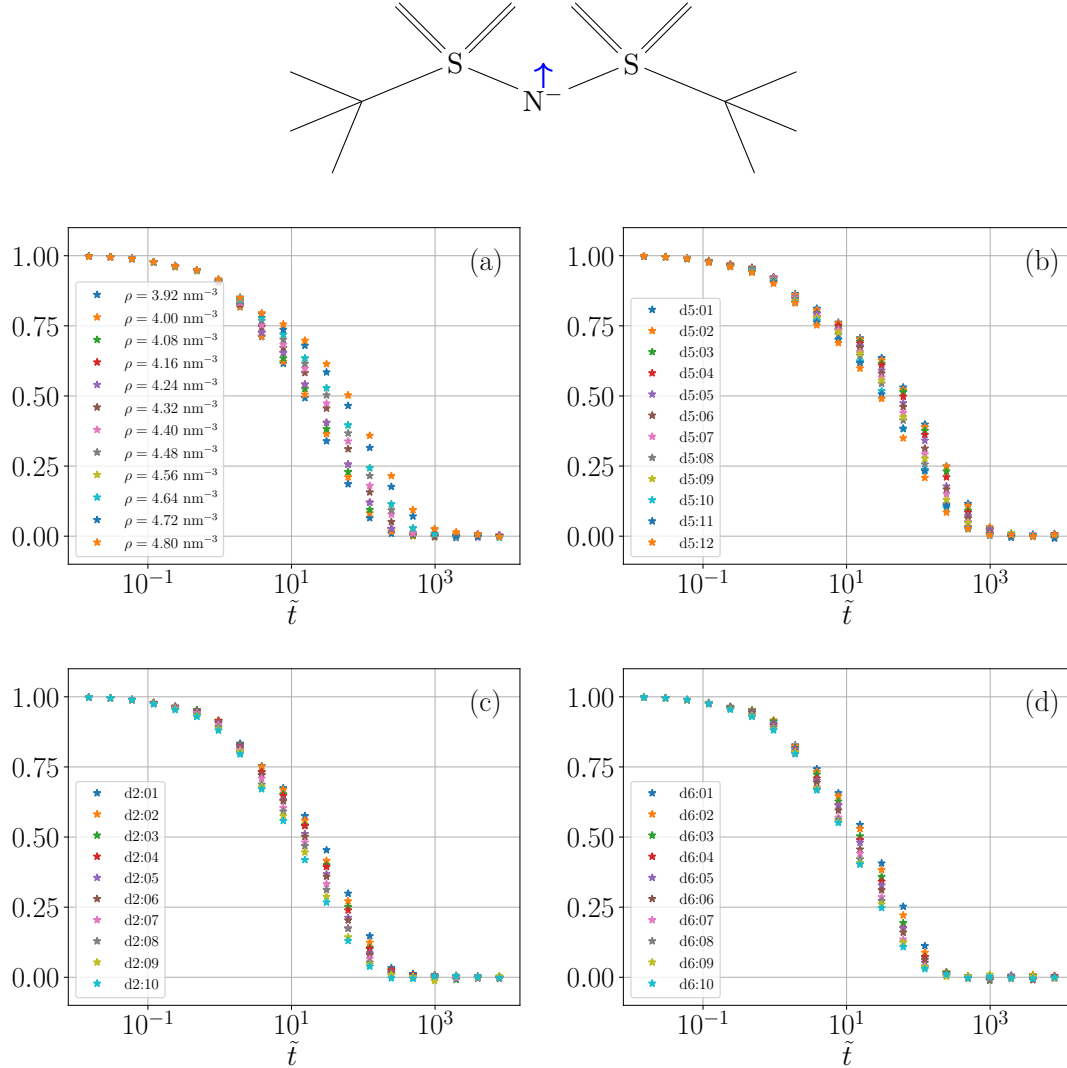 S S
N⁻
(a)
1.00
0.75
0.50
0.25
0.00
ρ = 3.92 nm⁻³
ρ = 4.00 nm⁻³
ρ = 4.08 nm⁻³
ρ = 4.16 nm⁻³
ρ = 4.24 nm⁻³
ρ = 4.32 nm⁻³
ρ = 4.40 nm⁻³
ρ = 4.48 nm⁻³
ρ = 4.56 nm⁻³
ρ = 4.64 nm⁻³
ρ = 4.72 nm⁻³
ρ = 4.80 nm⁻³
10⁻¹ 10¹ 10³
t̃
(b)
1.00
0.75
0.50
0.25
0.00
d5:01
d5:02
d5:03
d5:04
d5:05
d5:06
d5:07
d5:08
d5:09
d5:10
d5:11
d5:12
10⁻¹ 10¹ 10³
t̃
(c)
1.00
0.75
0.50
0.25
0.00
d2:01
d2:02
d2:03
d2:04
d2:05
d2:06
d2:07
d2:08
d2:09
d2:10
10⁻¹ 10¹ 10³
t̃
(d)
1.00
0.75
0.50
0.25
0.00
d6:01
d6:02
d6:03
d6:04
d6:05
d6:06
d6:07
d6:08
d6:09
d6:10
10⁻¹ 10¹ 10³
t̃